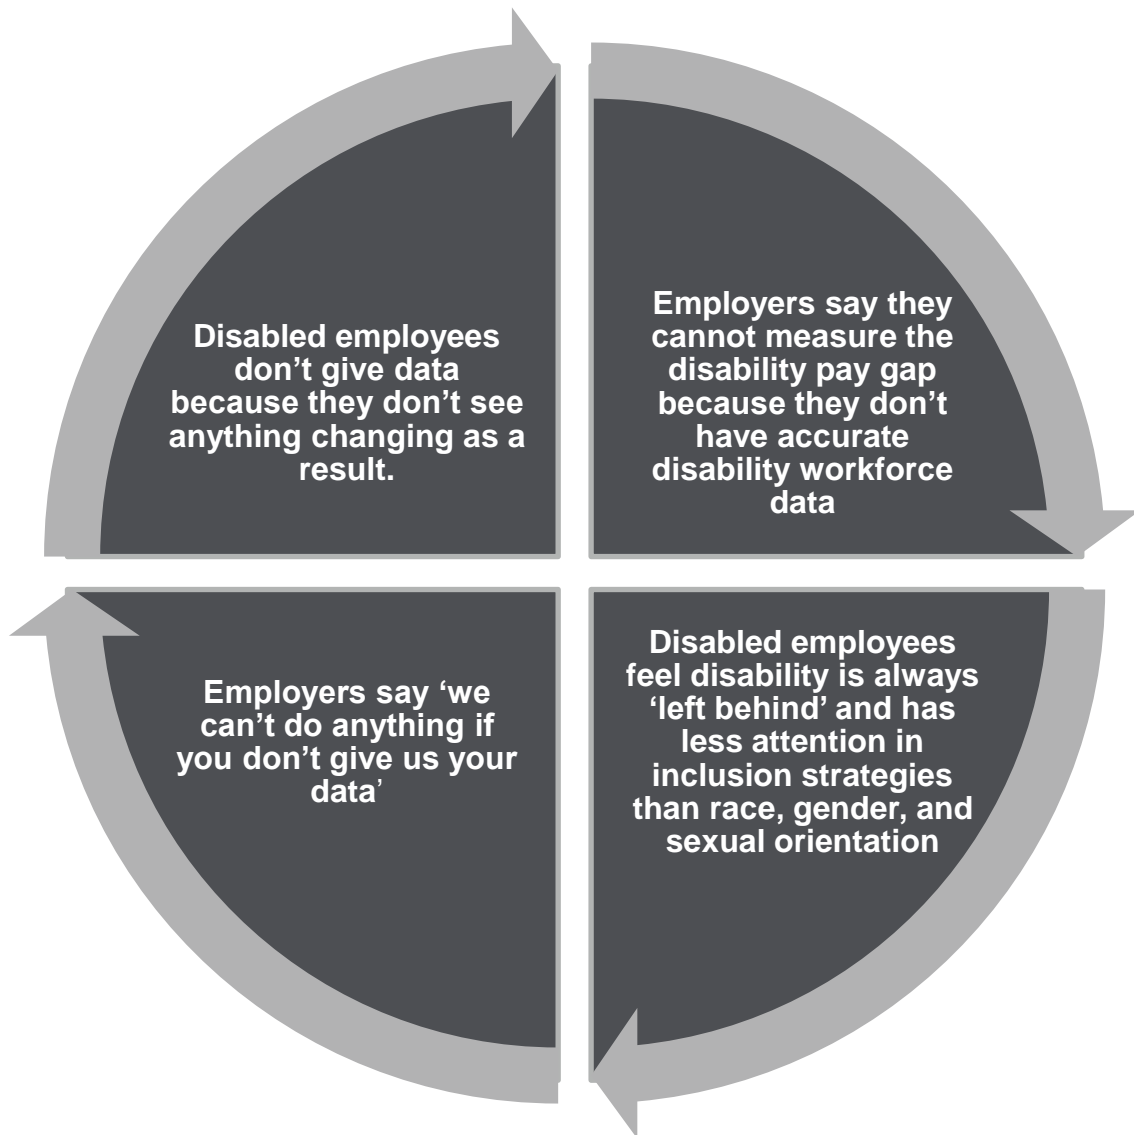 Disabled employees
don’t give data
because they don’t see
anything changing as a
result.
Employers say they
cannot measure the
disability pay gap
because they don’t
have accurate
disability workforce
data
Employers say ‘we
can’t do anything if
you don’t give us your
data’
Disabled employees
feel disability is always
‘left behind’ and has
less attention in
inclusion strategies
than race, gender, and
sexual orientation